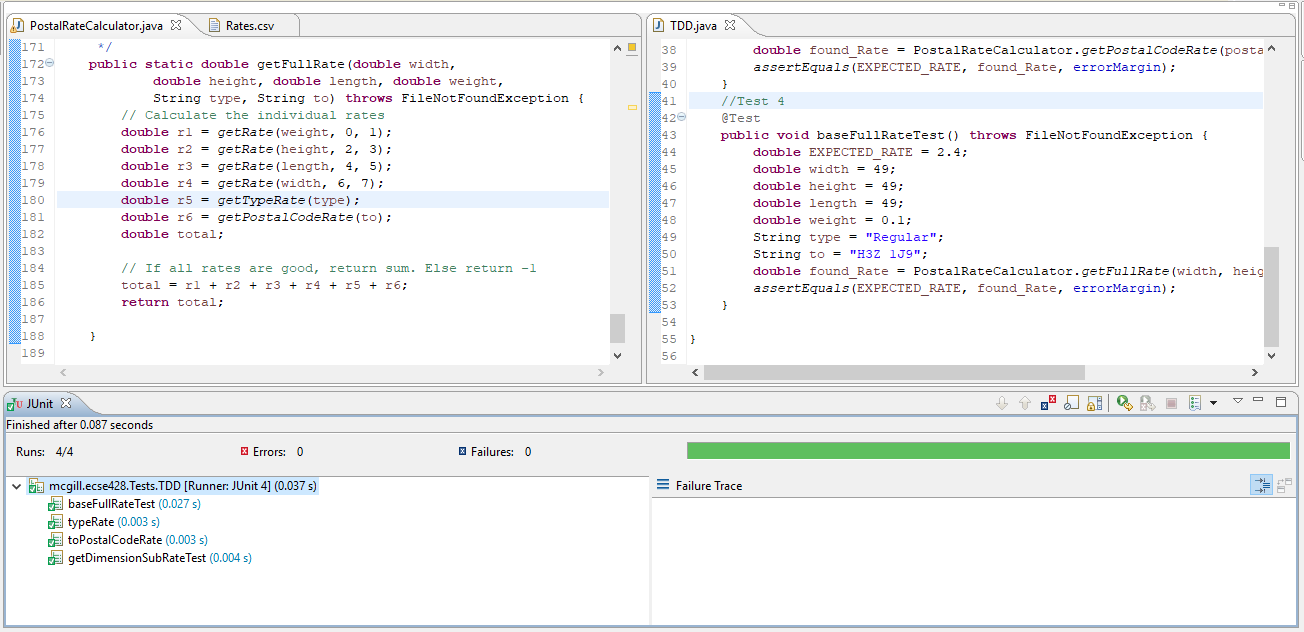 PostalRateCalculator.java
Rates.csv
171 */
172 public static double getFullRate(double width,
173 double height, double length, double weight,
174 String type, String to) throws FileNotFoundException {
175 // Calculate the individual rates
176 double r1 = getRate(weight, 0, 1);
177 double r2 = getRate(height, 2, 3);
178 double r3 = getRate(length, 4, 5);
179 double r4 = getRate(width, 6, 7);
180 double r5 = getTypeRate(type);
181 double r6 = getPostalCodeRate(to);
182 double total;
183
184 // If all rates are good, return sum. Else return -1
185 total = r1 + r2 + r3 + r4 + r5 + r6;
186 return total;
187
188 }
189
TDD.java
38 double found_Rate = PostalRateCalculator.getPostalCodeRate(posta
39 assertEquals(EXPECTED_RATE, found_Rate, errorMargin);
40 }
41 //Test 4
42 @Test
43 public void baseFullRateTest() throws FileNotFoundException {
44 double EXPECTED_RATE = 2.4;
45 double width = 49;
46 double height = 49;
47 double length = 49;
48 double weight = 0.1;
49 String type = "Regular";
50 String to = "H3Z 1J9";
51 double found_Rate = PostalRateCalculator.getFullRate(width, heig
52 assertEquals(EXPECTED_RATE, found_Rate, errorMargin);
53 }
54
55 }
56
JUnit
Finished after 0.087 seconds
Runs: 4/4
Errors: 0
Failures: 0
mcgill.ecse428.Tests.TDD [Runner: JUnit 4] (0.037 s)
baseFullRateTest (0.027 s)
typeRate (0.003 s)
toPostalCodeRate (0.003 s)
getDimensionSubRateTest (0.004 s)
Failure Trace